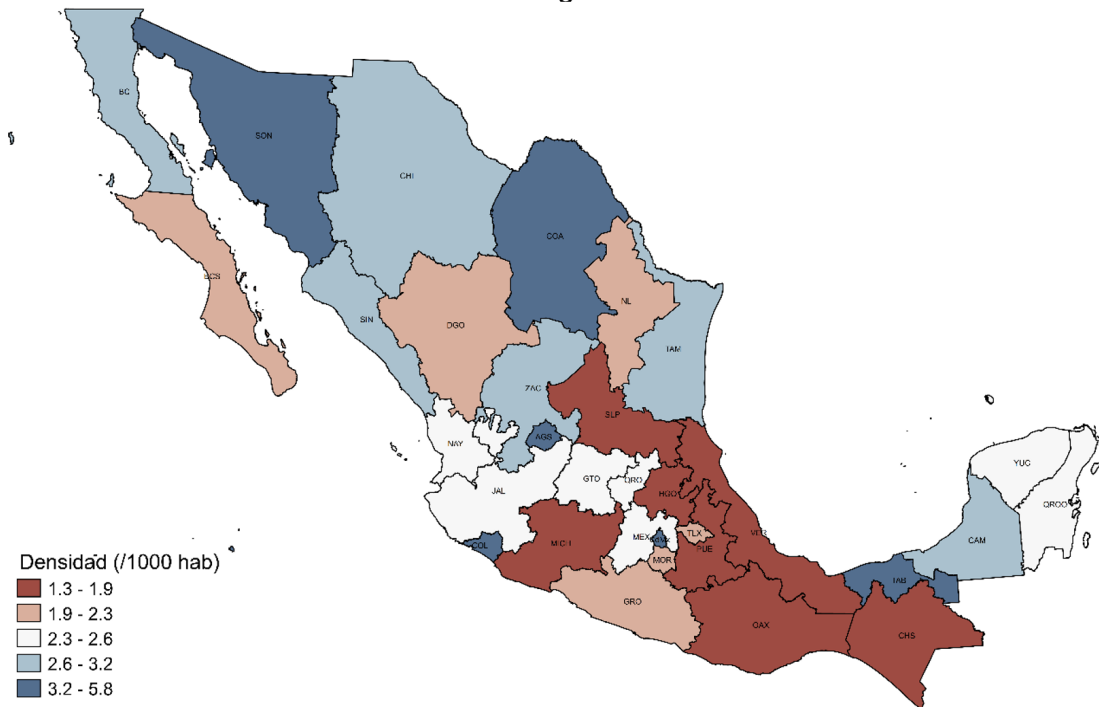 BC
SON
CHI
COA
BCS
SIN
DGO
NL
TAM
ZAC
SLP
AGS
NAY
JAL
GTO
QRO
HGO
YUC
QROO
CAM
COL
MICH
MEX
TLX
PUE
VER
MOR
GRO
OAX
TAB
CHS
Densidad (/1000 hab)
1.3 - 1.9
1.9 - 2.3
2.3 - 2.6
2.6 - 3.2
3.2 - 5.8